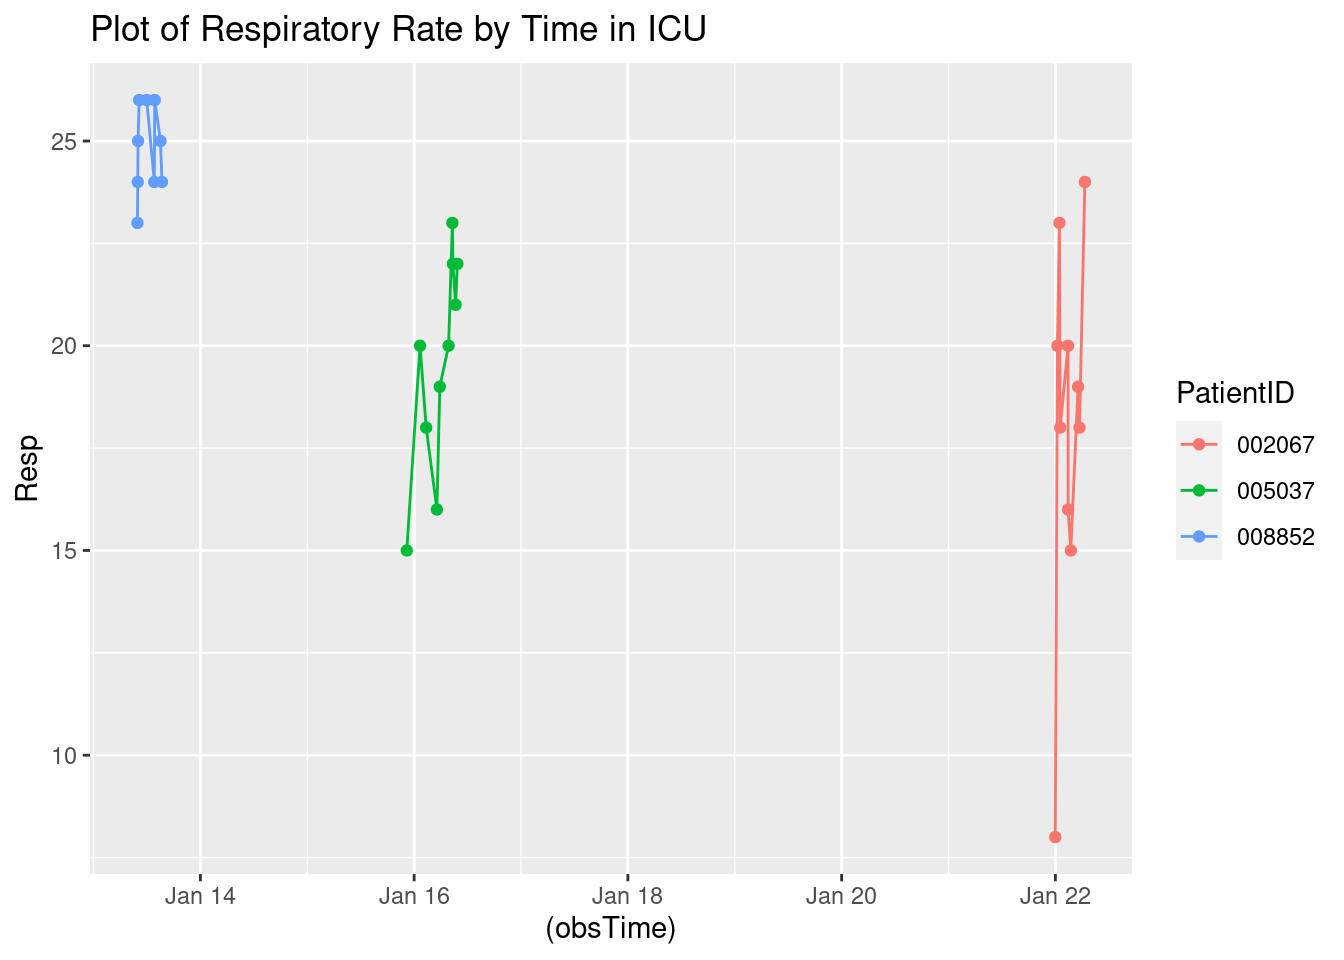 Plot of Respiratory Rate by Time in ICU
25
20
15
10
Resp
Jan 14
Jan 16
Jan 18
Jan 20
Jan 22
(obsTime)
PatientID
002067
005037
008852